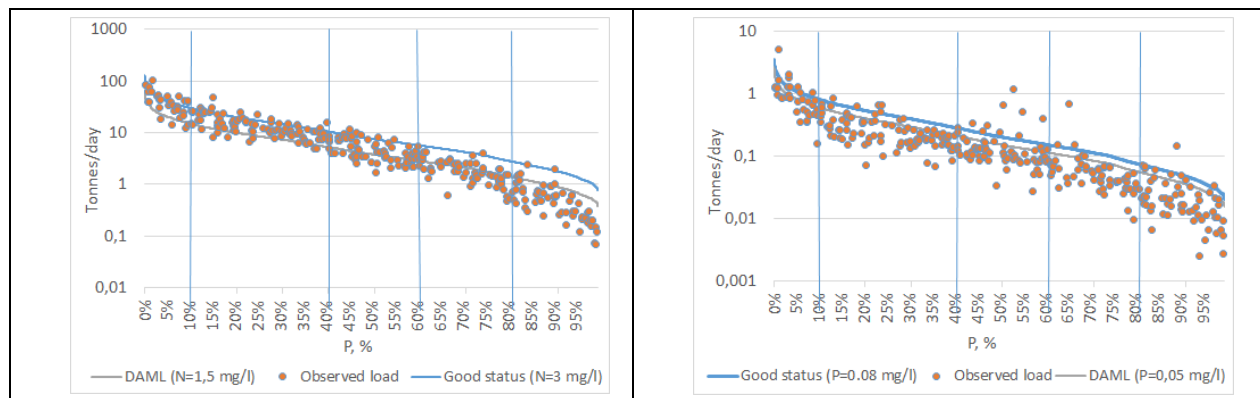 1000
100
10
1
0,1
0,01
Tonnes/day
0% 5% 10% 15% 20% 25% 30% 35% 40% 45% 50% 55% 60% 65% 70% 75% 80% 85% 90% 95%
P, %
DAML (N=1,5 mg/l) Observed load Good status (N=3 mg/l)
10
1
0,1
0,01
0,001
Tonnes/day
0% 5% 10% 15% 20% 25% 30% 35% 40% 45% 50% 55% 60% 65% 70% 75% 80% 85% 90% 95%
P, %
Good status (P=0.08 mg/l) Observed load DAML (P=0,05 mg/l)